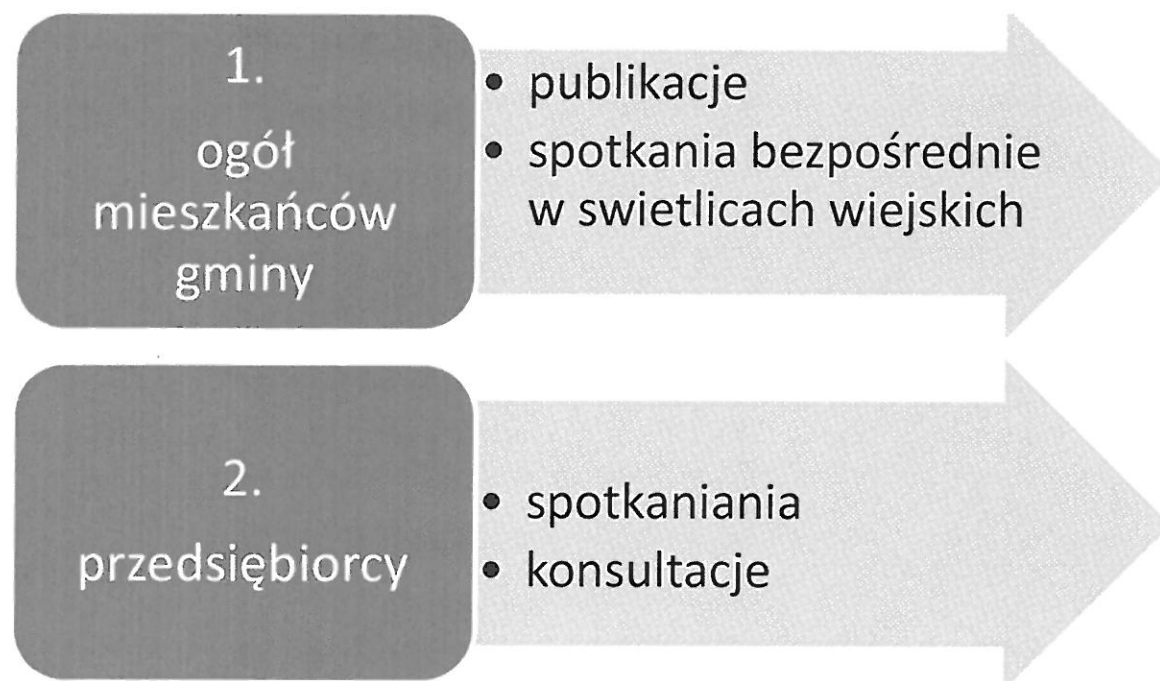 1.
ogół
mieszkańców
gminy
• publikacje
• spotkania bezpośrednie
w swietlicach wiejskich
2.
przedsiębiorcy
• spotkaniania
• konsultacje